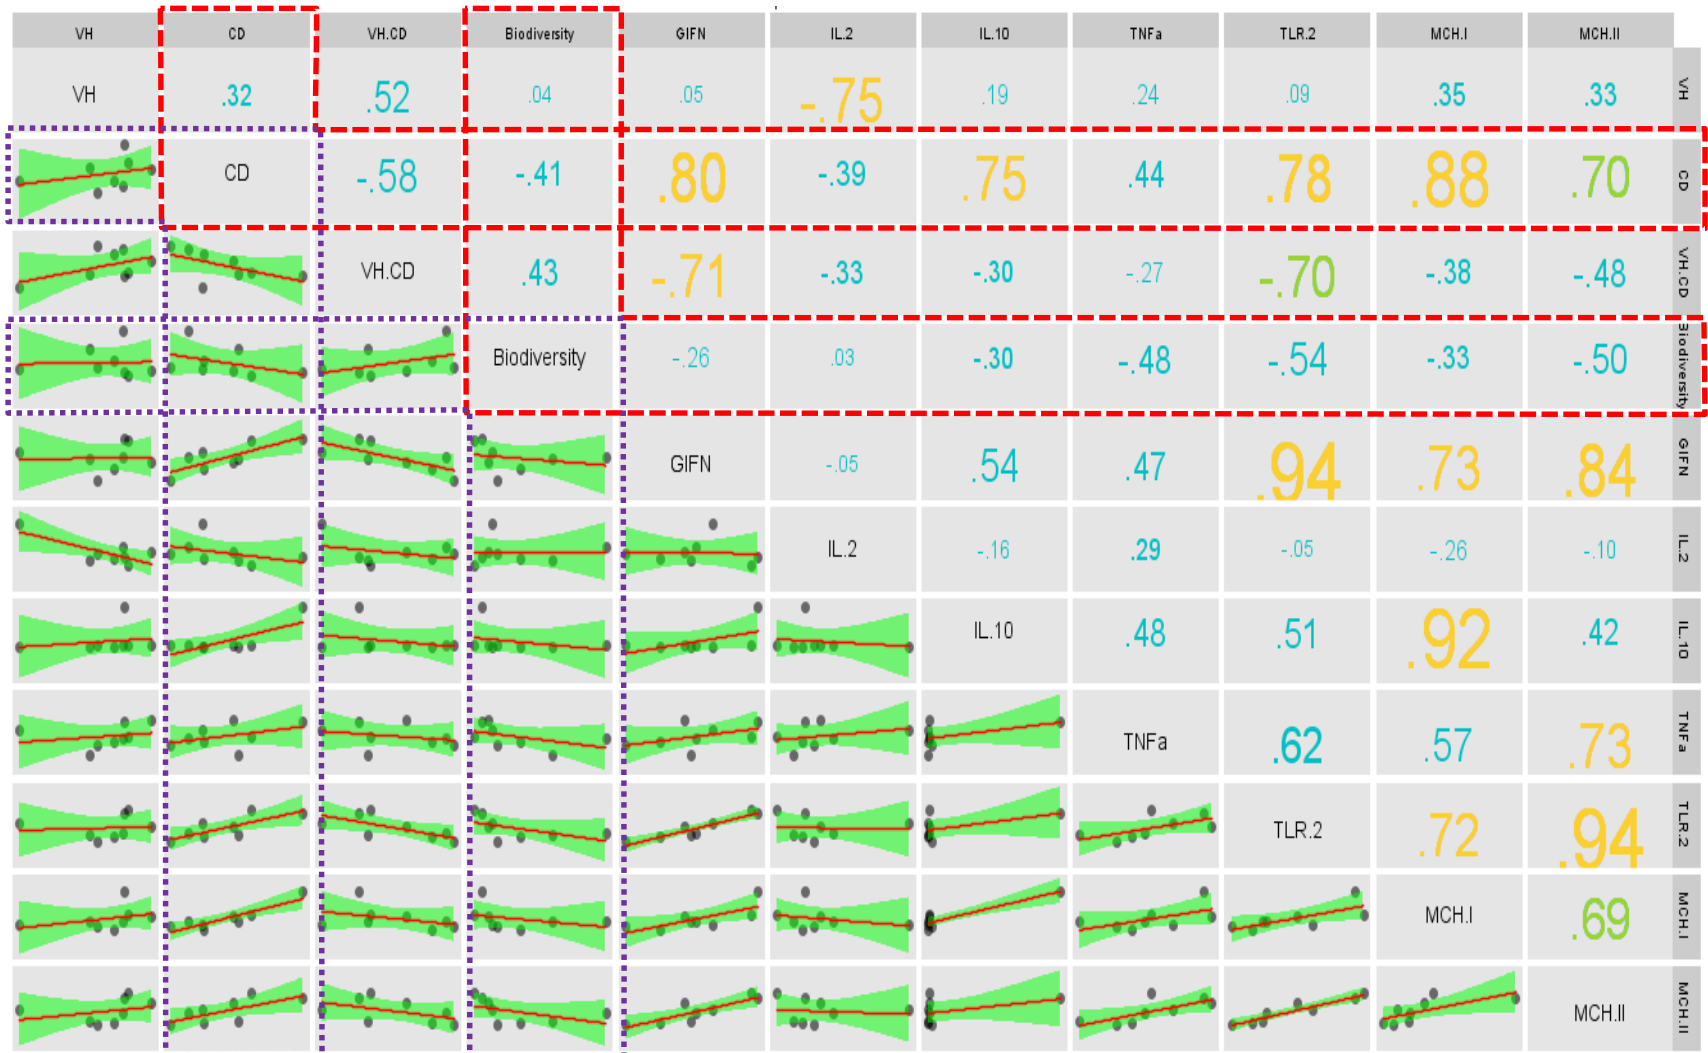 VH CD VH.CD Biodiversity GIFN IL.2 IL.10 TNFa TLR.2 MCH.I MCH.II
VH .32 .52 .04 .05 -.75 .19 .24 .09 .35 .33 VH
CD -.58 -.41 .80 -.39 .75 .44 .78 .88 .70 CD
VH.CD .43 -.71 -.33 -.30 -.27 -.70 -.38 -.48 VH.CD
Biodiversity -.26 .03 -.30 -.48 -.54 -.33 -.50 Biodiversity
GIFN -.05 .54 .47 .94 .73 .84 GIFN
IL.2 -.16 .29 -.05 -.26 -.10 IL.2
IL.10 .48 .51 .92 .42 IL.10
TNFa .62 .57 .73 TNFa
TLR.2 .72 .94 TLR.2
MCH.I .69 MCH.I
MCH.II MCH.II